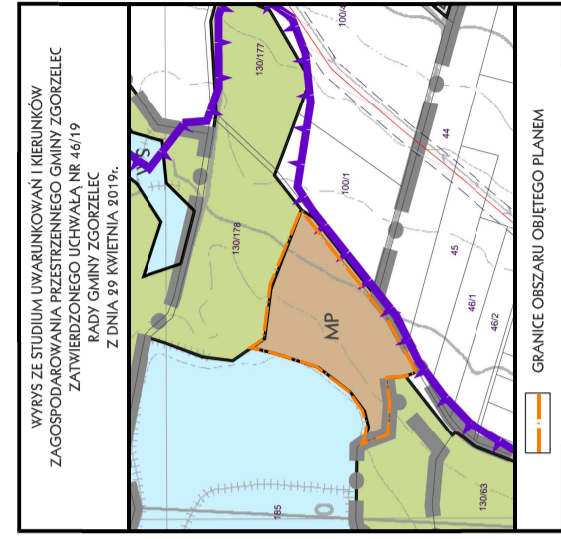 WYRYS ZE STUDIUM UWARUNKOWAŃ I KIERUNKÓW
ZAGOSPODAROWANIA PRZESTRZENNEGO GMINY ZGORZELEC
ZATWIERDZONEGO UCHWAŁĄ NR 46/19
RADY GMINY ZGORZELEC
Z DNIA 29 KWIETNIA 2019r.
130/177
130/178
100/1
44
45
46/1
46/2
MP
185
130/63
GRANICE OBSZARU OBJĘTEGO PLANEM